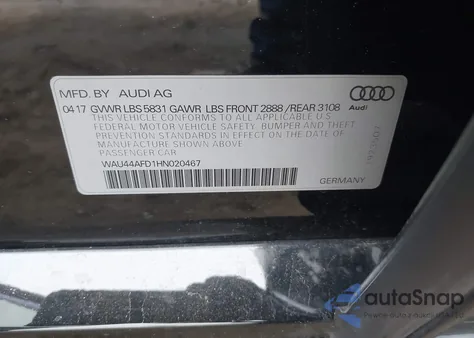 MFD. BY AUDI AG
04 17 GVWR LBS 5831 GAWR LBS FRONT 2888 / REAR 3108
THIS VEHICLE CONFORMS TO ALL APPLICABLE U.S.
FEDERAL MOTOR VEHICLE SAFETY, BUMPER AND THEFT
PREVENTION STANDARDS IN EFFECT ON THE DATE OF
MANUFACTURE SHOWN ABOVE.
PASSENGER CAR
WAU44AFD1HN020467
GERMANY
Audi
autoSnap